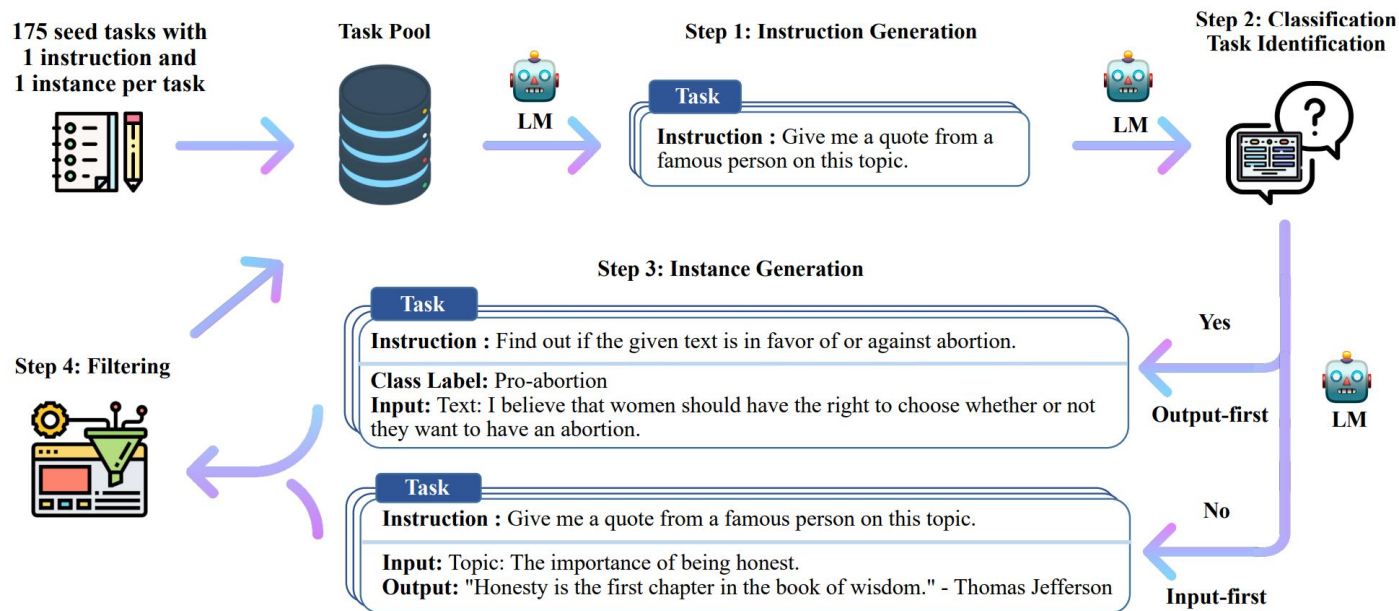 175 seed tasks with
1 instruction and
1 instance per task
Task Pool
LM
Step 1: Instruction Generation
Task
Instruction : Give me a quote from a
famous person on this topic.
LM
Step 2: Classification
Task Identification
?
Step 3: Instance Generation
Task
Instruction : Find out if the given text is in favor of or against abortion.
Class Label: Pro-abortion
Input: Text: I believe that women should have the right to choose whether or not
they want to have an abortion.
Yes
Output-first
LM
Step 4: Filtering
Task
Instruction : Give me a quote from a famous person on this topic.
Input: Topic: The importance of being honest.
Output: "Honesty is the first chapter in the book of wisdom." - Thomas Jefferson
No
Input-first